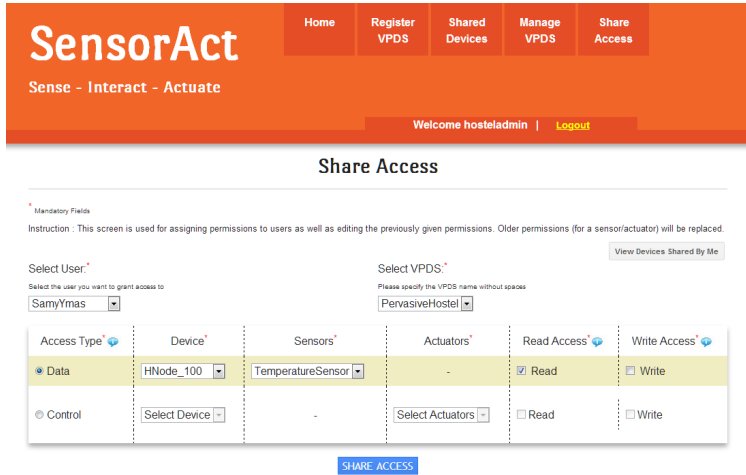 SensorAct
Sense - Interact - Actuate
Home
Register VPDS
Shared Devices
Manage VPDS
Share Access
Welcome hosteladmin | Logout
Share Access
* Mandatory Fields
Instruction : This screen is used for assigning permissions to users as well as editing the previously given permissions. Older permissions (for a sensor/actuator) will be replaced.
View Devices Shared By Me
Select User:*
Select the user you want to grant access to
SamyYmas
Select VPDS:*
Please specify the VPDS name without spaces
PervasiveHostel
Access Type* Device* Sensors* Actuators* Read Access* Write Access*
Data HNode_100 TemperatureSensor - Read Write
Control Select Device - Select Actuators Read Write
SHARE ACCESS